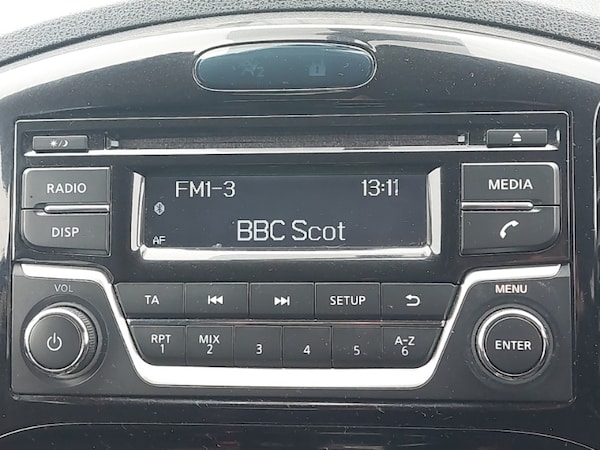 2
RADIO
FM1-3 13:11
MEDIA
DISP
AF
BBC Scot
VOL
TA
SETUP
MENU
RPT
1
MIX
2
3
4
5
A-Z
6
ENTER